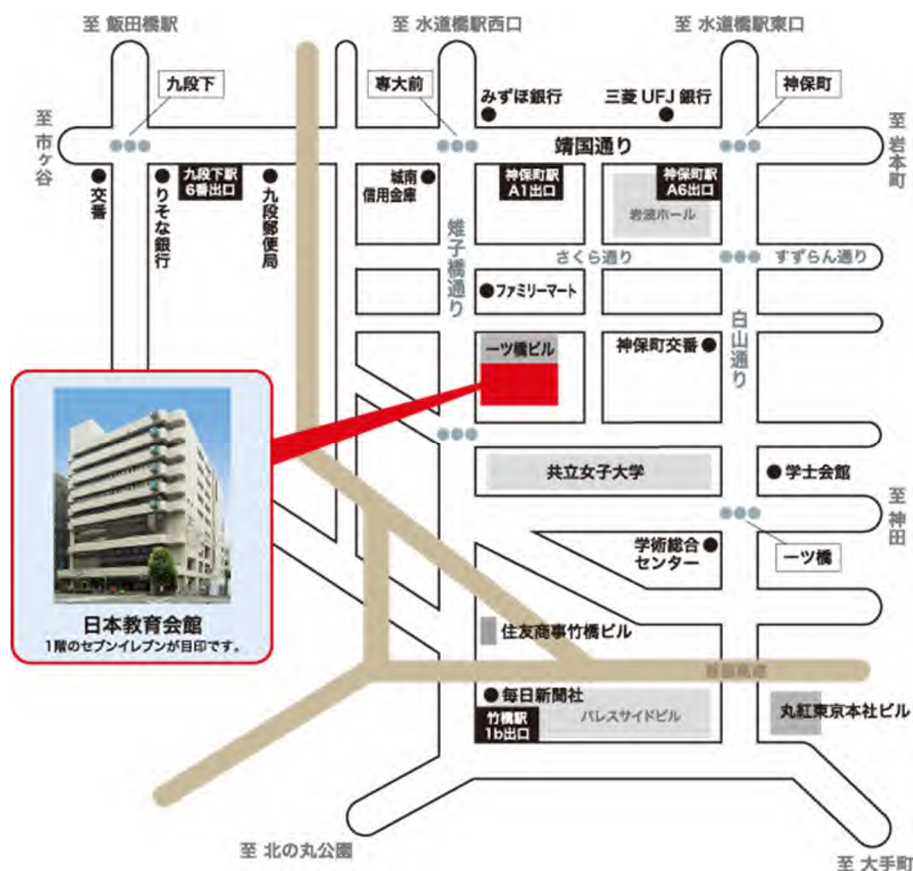 至 飯田橋駅
至 水道橋駅西口
至 水道橋駅東口
九段下
専大前
みずほ銀行
三菱UFJ銀行
神保町
至 市ヶ谷
靖国通り
至 岩本町
交番
りそな銀行
九段下駅
6番出口
九段郵便局
城南
信用金庫
神保町駅
A1出口
神保町駅
A6出口
岩波ホール
雉子橋通り
さくら通り
すずらん通り
ファミリーマート
白山通り
一ツ橋ビル
神保町交番
共立女子大学
学士会館
至 神田
学術総合
センター
一ツ橋
日本教育会館
1階のセブンイレブンが目印です。
住友商事竹橋ビル
首都高速
毎日新聞社
竹橋駅
1b出口
パレスサイドビル
丸紅東京本社ビル
至 北の丸公園
至 大手町